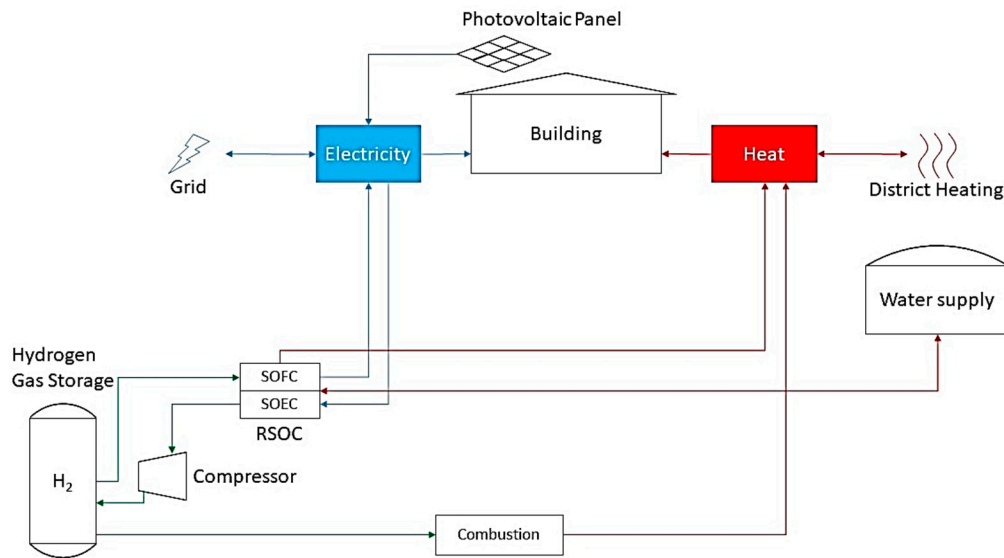 Photovoltaic Panel
Building
Electricity
Heat
Grid
District Heating
Water supply
Hydrogen
Gas Storage
SOFC
SOEC
RSOC
H₂
Compressor
Combustion